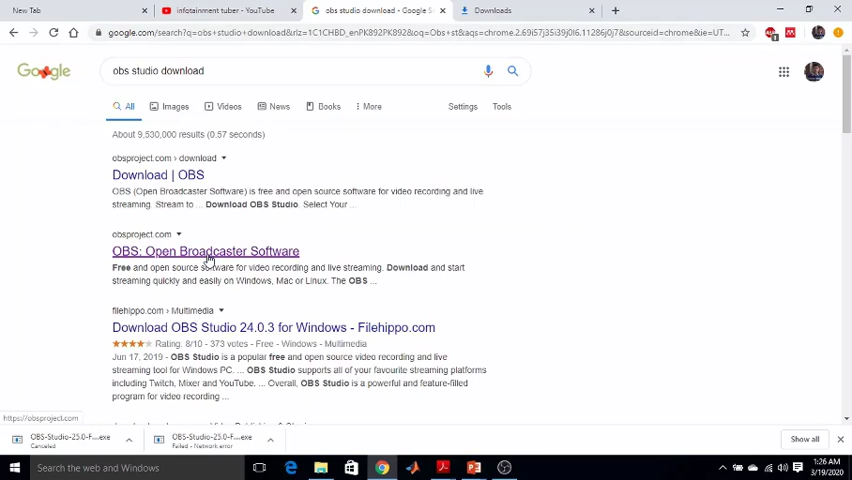 New Tab
infotainment tuber - YouTube
obs studio download - Google S
Downloads
google.com/search?q=obs+studio+download&rlz=1C1CHBD_enPK892PK892&oq=Obs+st&aqs=chrome.2.69i57j35i39j0l6.11286j0j7&sourceid=chrome&ie=UT...
1
Google
obs studio download
All
Images
Videos
News
Books
More
Settings
Tools
About 9,530,000 results (0.57 seconds)
obsproject.com › download
Download | OBS
OBS (Open Broadcaster Software) is free and open source software for video recording and live
streaming. Stream to ... Download OBS Studio. Select Your ...
obsproject.com
OBS: Open Broadcaster Software
Free and open source software for video recording and live streaming. Download and start
streaming quickly and easily on Windows, Mac or Linux. The OBS ...
filehippo.com › Multimedia
Download OBS Studio 24.0.3 for Windows - Filehippo.com
Rating: 8/10 - 373 votes - Free - Windows - Multimedia
Jun 17, 2019 - OBS Studio is a popular free and open source video recording and live
streaming tool for Windows PC. ... OBS Studio supports all of your favourite streaming platforms
including Twitch, Mixer and YouTube. ... Overall, OBS Studio is a powerful and feature-filled
program for video recording ...
https://obsproject.com
OBS-Studio-25.0-F....exe
Canceled
OBS-Studio-25.0-F....exe
Failed - Network error
Show all
Search the web and Windows
1:26 AM
3/19/2020